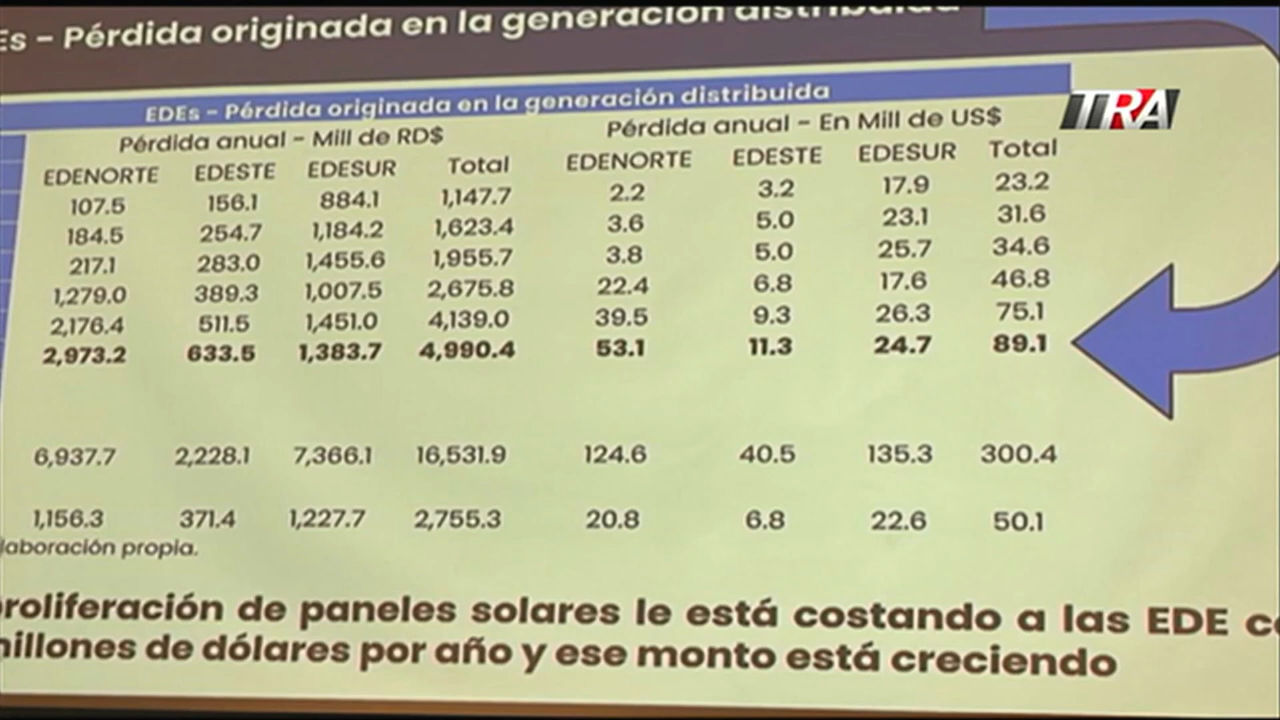 Es – Pérdida originada en la generación distribuida
TRA
EDEs – Pérdida originada en la generación distribuida
Pérdida anual – Mill de RD$ Pérdida anual – En Mill de US$
EDENORTE EDESTE EDESUR Total EDENORTE EDESTE EDESUR Total
107.5 156.1 884.1 1,147.7 2.2 3.2 17.9 23.2
184.5 254.7 1,184.2 1,623.4 3.6 5.0 23.1 31.6
217.1 283.0 1,455.6 1,955.7 3.8 5.0 25.7 34.6
1,279.0 389.3 1,007.5 2,675.8 22.4 6.8 17.6 46.8
2,176.4 511.5 1,451.0 4,139.0 39.5 9.3 26.3 75.1
2,973.2 633.5 1,383.7 4,990.4 53.1 11.3 24.7 89.1
6,937.7 2,228.1 7,366.1 16,531.9 124.6 40.5 135.3 300.4
1,156.3 371.4 1,227.7 2,755.3 20.8 6.8 22.6 50.1
laboración propia.
proliferación de paneles solares le está costando a las EDE
millones de dólares por año y ese monto está creciendo